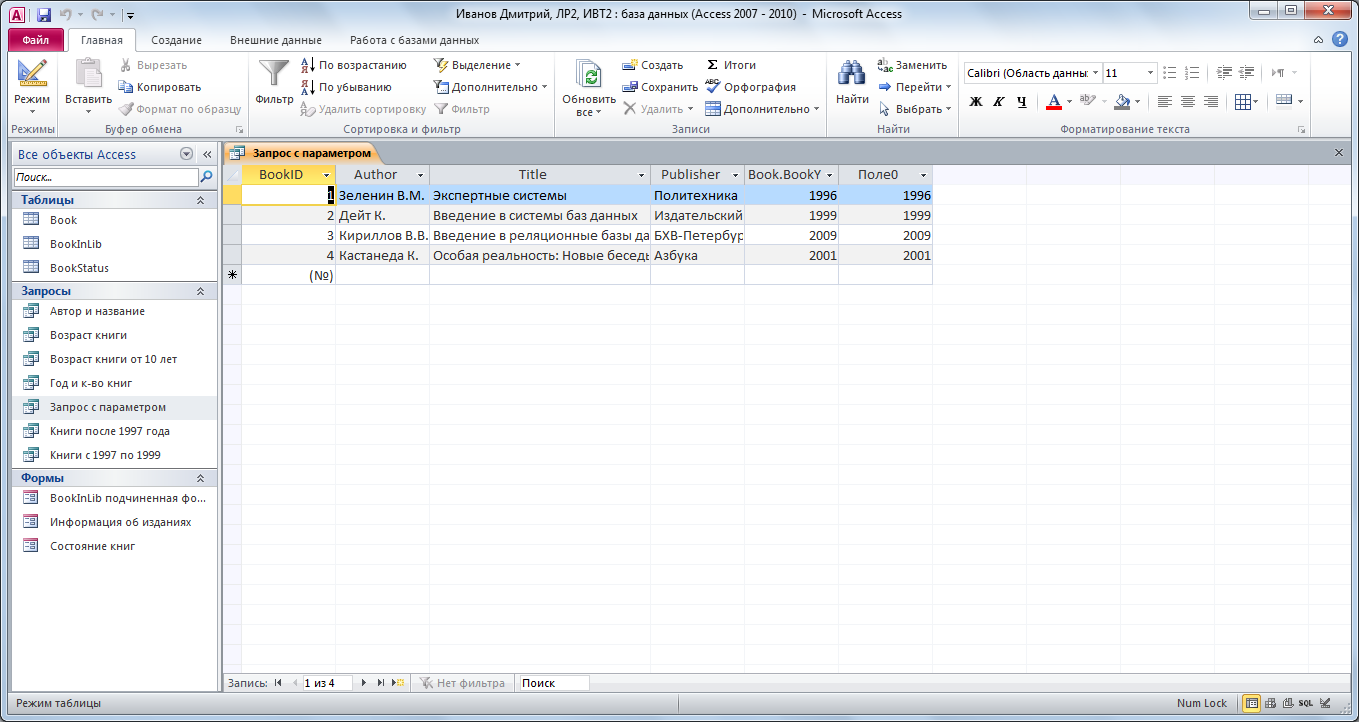 Иванов Дмитрий, ЛР2, ИВТ2 : база данных (Access 2007 - 2010) - Microsoft Access
Файл Главная Создание Внешние данные Работа с базами данных
Режим
Режимы
Вставить
Вырезать
Копировать
Формат по образцу
Буфер обмена
Фильтр
По возрастанию
По убыванию
Удалить сортировку
Выделение
Дополнительно
Фильтр
Сортировка и фильтр
Обновить
все
Создать
Сохранить
Удалить
Итоги
Орфография
Дополнительно
Записи
Найти
Заменить
Перейти
Выбрать
Найти
Calibri (Область данны: 11
Ж К Ч
Форматирование текста
Все объекты Access
Поиск...
Таблицы
Book
BookInLib
BookStatus
Запросы
Автор и название
Возраст книги
Возраст книги от 10 лет
Год и к-во книг
Запрос с параметром
Книги после 1997 года
Книги с 1997 по 1999
Формы
BookInLib подчиненная фо...
Информация об изданиях
Состояние книг
Запрос с параметром
BookID Author Title Publisher Book.BookY Поле0
1 Зеленин В.М. Экспертные системы Политехника 1996 1996
2 Дейт К. Введение в системы баз данных Издательский 1999 1999
3 Кириллов В.В. Введение в реляционные базы да БХВ-Петербур 2009 2009
4 Кастанеда К. Особая реальность: Новые беседы Азбука 2001 2001
(№)
Запись: 1 из 4 Нет фильтра Поиск
Режим таблицы Num Lock SQL